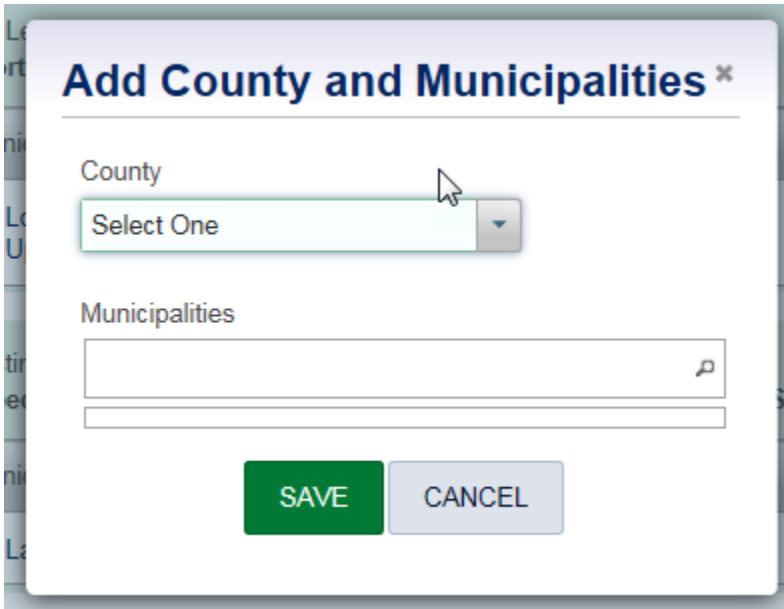 Add County and Municipalities
County
Select One
Municipalities
SAVE
CANCEL